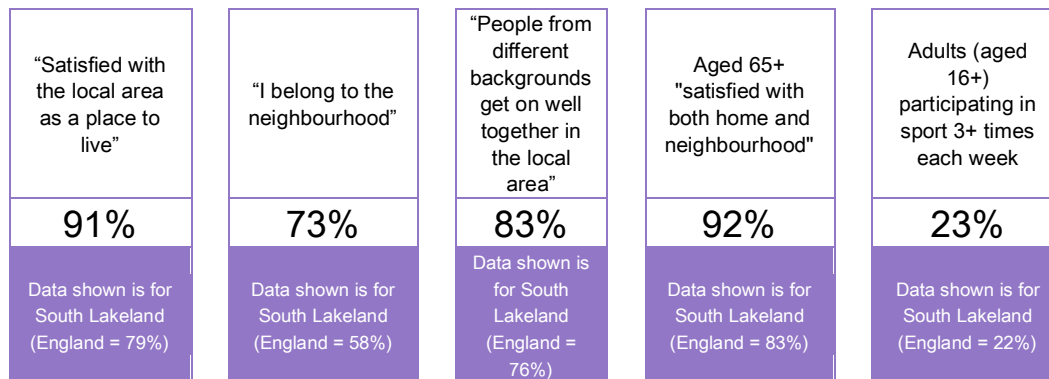 “Satisfied with
the local area
as a place to
live”
91%
Data shown is for
South Lakeland
(England = 79%)
“I belong to the
neighbourhood”
73%
Data shown is for
South Lakeland
(England = 58%)
“People from
different
backgrounds
get on well
together in
the local
area”
83%
Data shown is
for South
Lakeland
(England =
76%)
Aged 65+
"satisfied with
both home and
neighbourhood"
92%
Data shown is for
South Lakeland
(England = 83%)
Adults (aged
16+)
participating in
sport 3+ times
each week
23%
Data shown is for
South Lakeland
(England = 22%)